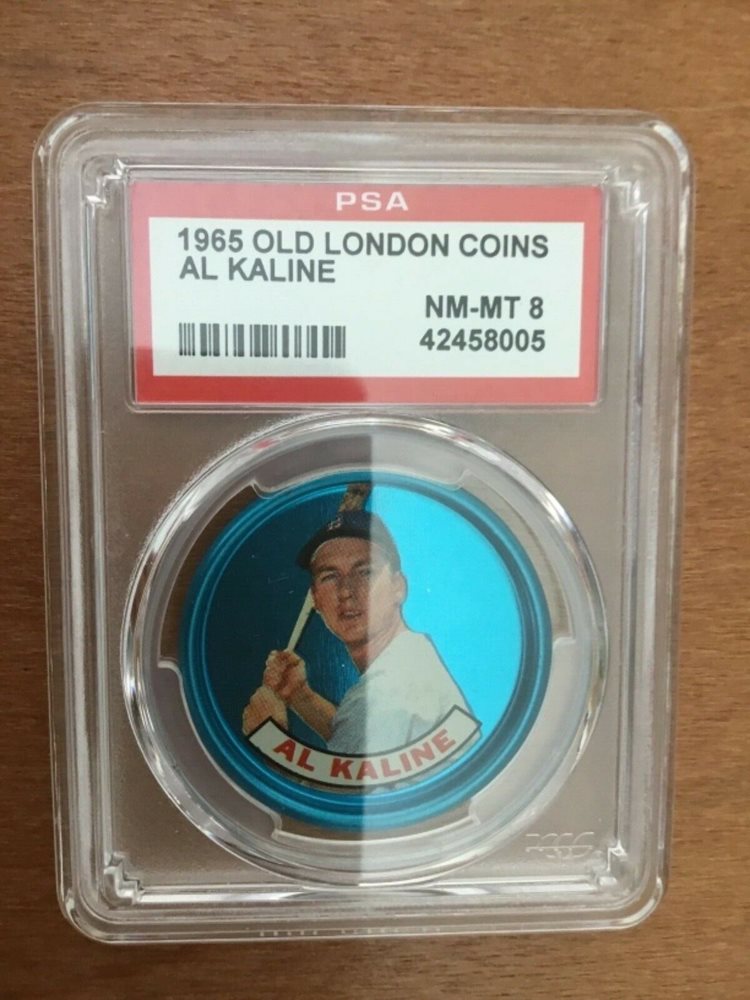 PSA
1965 OLD LONDON COINS
AL KALINE
NM-MT 8
42458005
AL KALINE